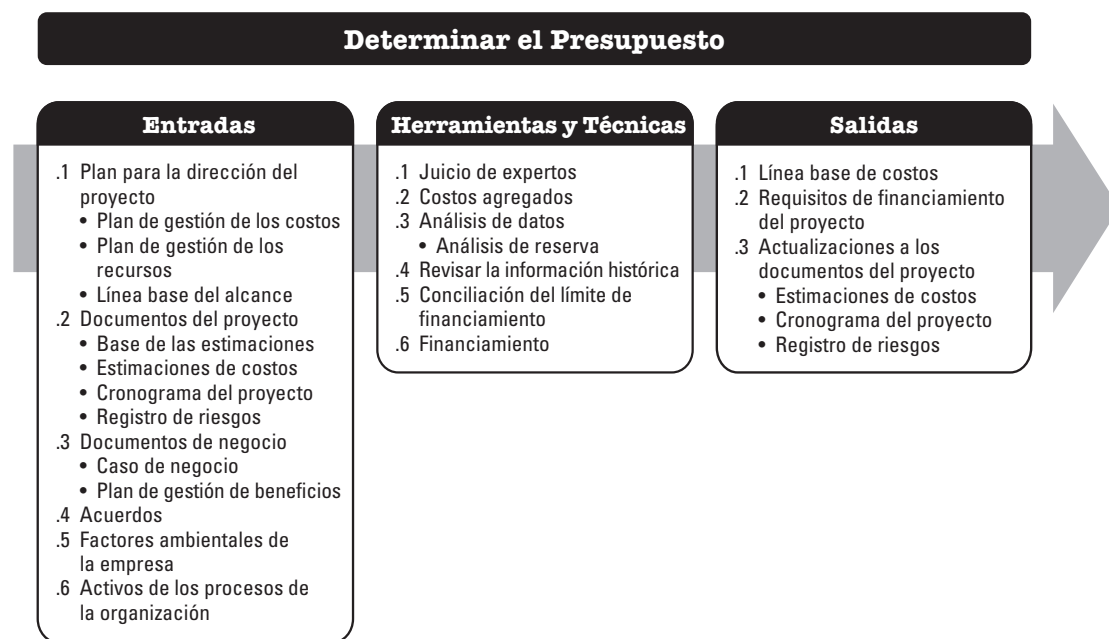 Determinar el Presupuesto
Entradas
.1 Plan para la dirección del
proyecto
• Plan de gestión de los costos
• Plan de gestión de los
recursos
• Línea base del alcance
.2 Documentos del proyecto
• Base de las estimaciones
• Estimaciones de costos
• Cronograma del proyecto
• Registro de riesgos
.3 Documentos de negocio
• Caso de negocio
• Plan de gestión de beneficios
.4 Acuerdos
.5 Factores ambientales de
la empresa
.6 Activos de los procesos de
la organización
Herramientas y Técnicas
.1 Juicio de expertos
.2 Costos agregados
.3 Análisis de datos
• Análisis de reserva
.4 Revisar la información histórica
.5 Conciliación del límite de
financiamiento
.6 Financiamiento
Salidas
.1 Línea base de costos
.2 Requisitos de financiamiento
del proyecto
.3 Actualizaciones a los
documentos del proyecto
• Estimaciones de costos
• Cronograma del proyecto
• Registro de riesgos